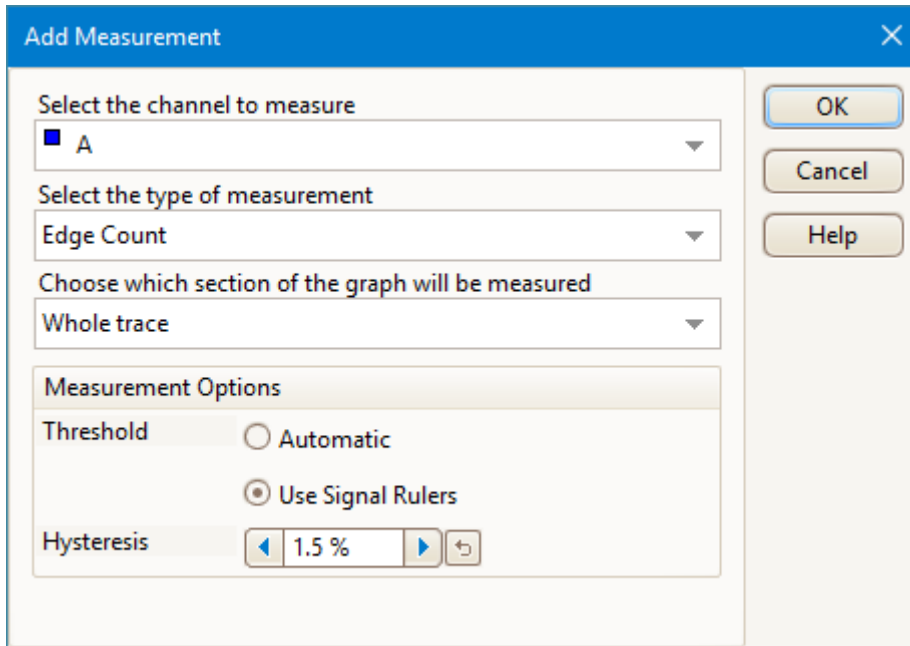 Add Measurement
Select the channel to measure
A
Select the type of measurement
Edge Count
Choose which section of the graph will be measured
Whole trace
Measurement Options
Threshold
Automatic
Use Signal Rulers
Hysteresis
1.5 %
OK
Cancel
Help